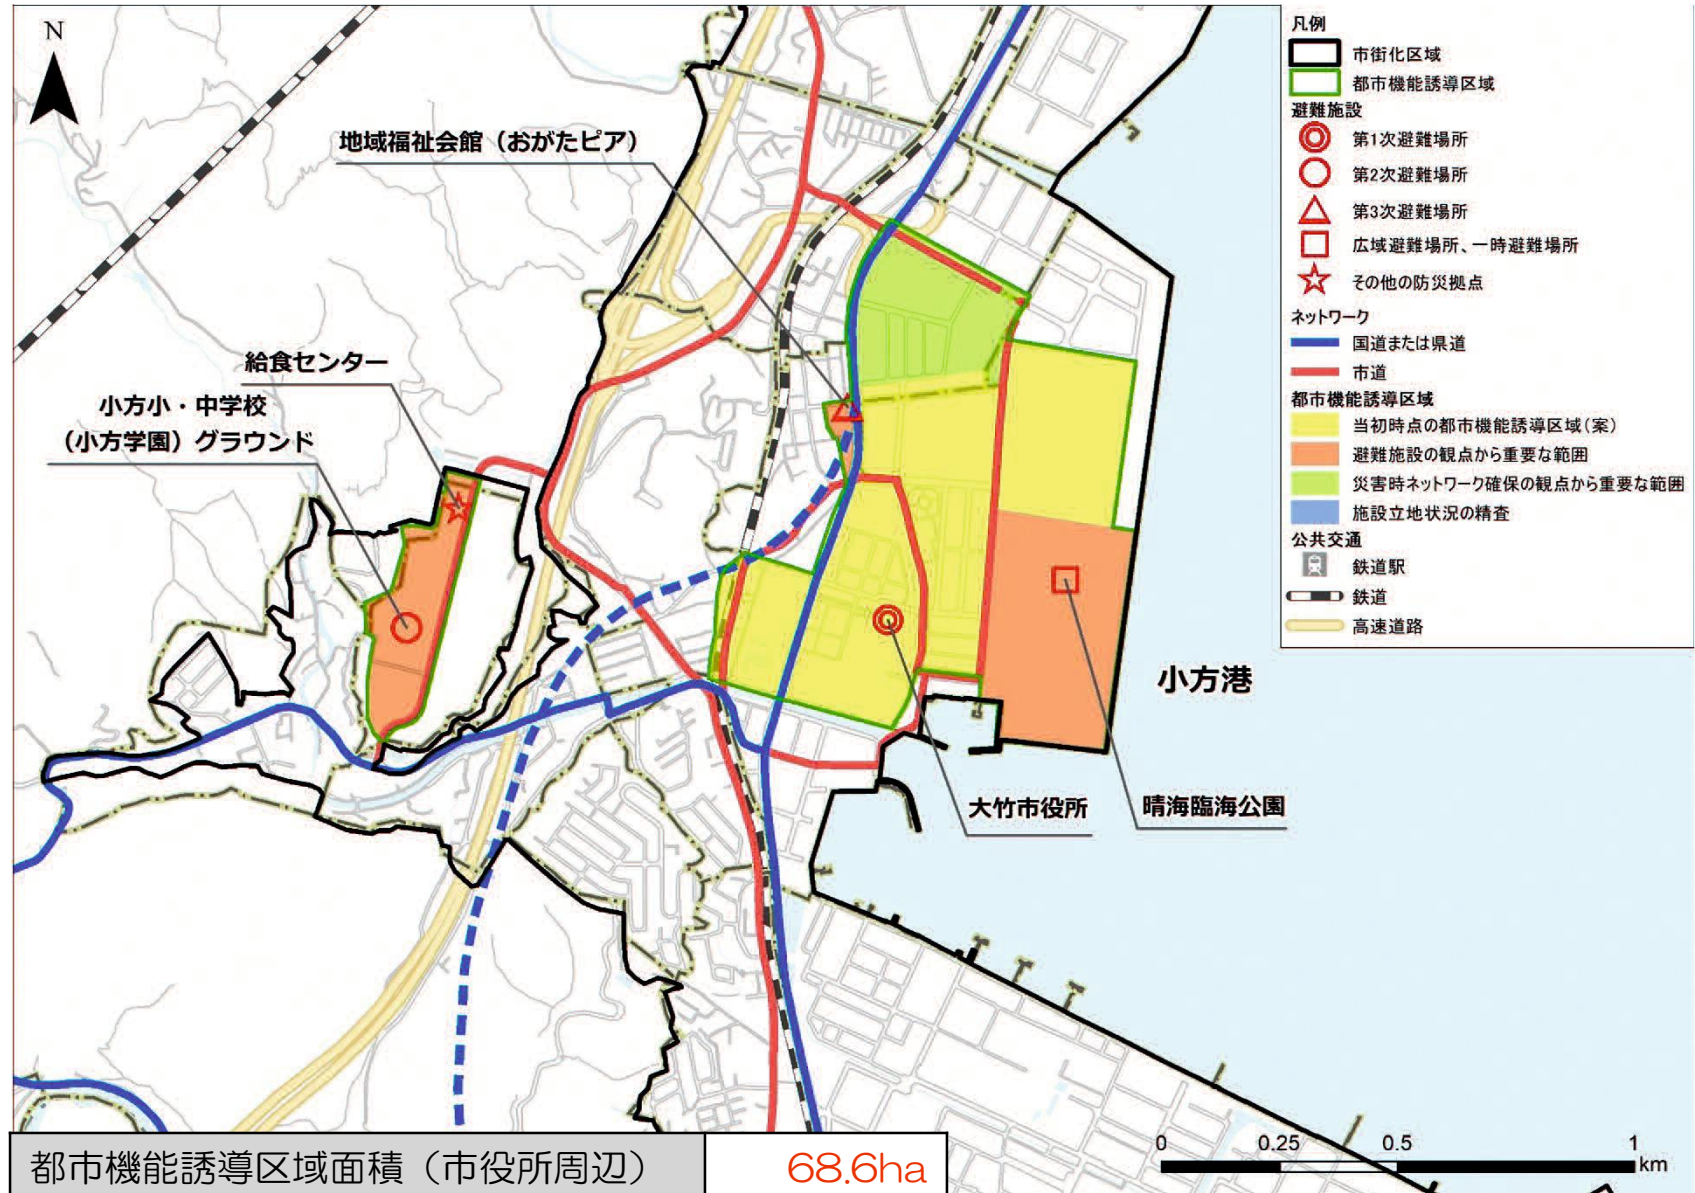 N
地域福祉会館（おがたピア）
給食センター
小方小・中学校
（小方学園）グラウンド
小方港
大竹市役所
晴海臨海公園
凡例
市街化区域
都市機能誘導区域
避難施設
第1次避難場所
第2次避難場所
第3次避難場所
広域避難場所、一時避難場所
その他の防災拠点
ネットワーク
国道または県道
市道
都市機能誘導区域
当初時点の都市機能誘導区域（案）
避難施設の観点から重要な範囲
災害時ネットワーク確保の観点から重要な範囲
施設立地状況の精査
公共交通
鉄道駅
鉄道
高速道路
0 0.25 0.5 1
km
都市機能誘導区域面積（市役所周辺） 68.6ha